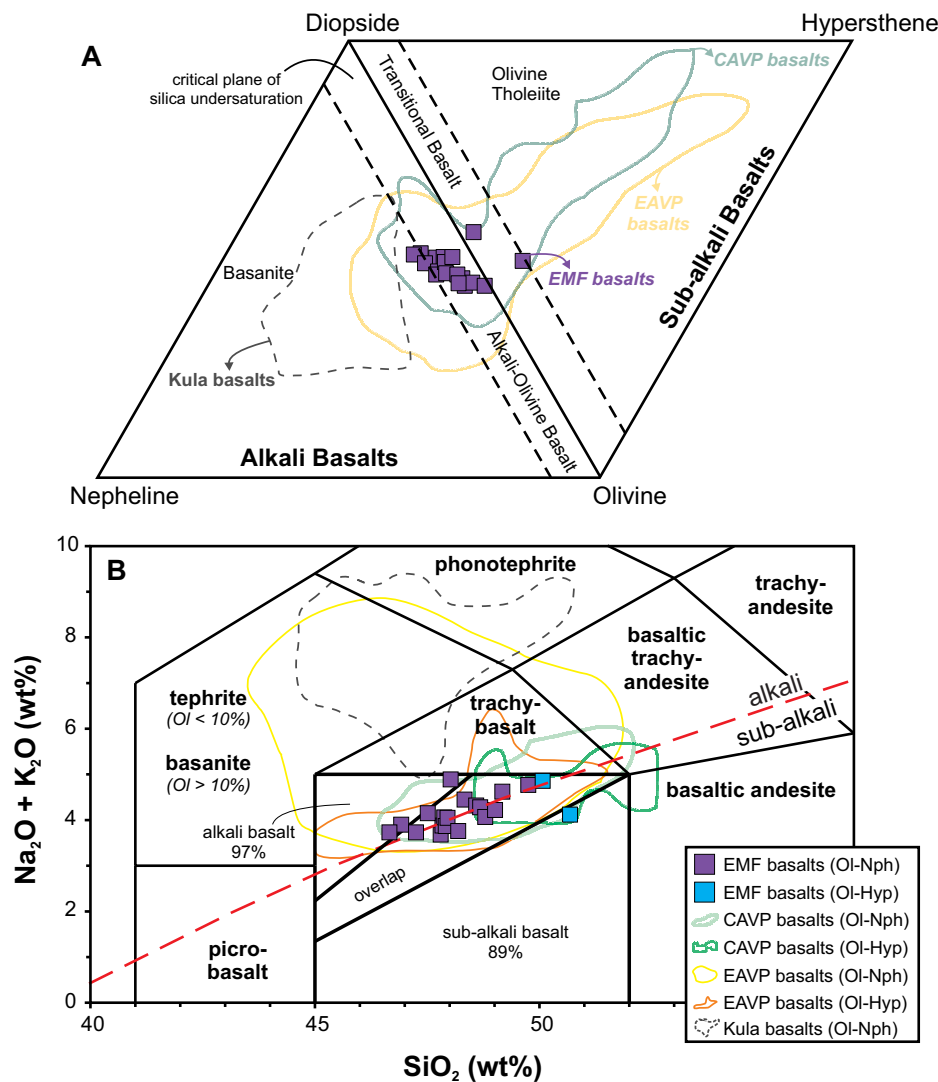 Diopside
Hypersthene
A
critical plane of
silica undersaturation
Transitional Basalt
Olivine
Tholeiite
CAVP basalts
EAVP
basalts
Sub-alkali Basalts
Basanite
EMF basalts
Kula basalts
Alkali-Olivine Basalt
Alkali Basalts
Nepheline
Olivine
B
10
8
6
4
2
0
Na₂O + K₂O (wt%)
phonotephrite
trachy-
andesite
basaltic
trachy-
andesite
alkali
sub-alkali
tephrite
(Ol < 10%)
trachy-
basalt
basanite
(Ol > 10%)
basaltic andesite
alkali basalt
97%
overlap
sub-alkali basalt
89%
picro-
basalt
EMF basalts (Ol-Nph)
EMF basalts (Ol-Hyp)
CAVP basalts (Ol-Nph)
CAVP basalts (Ol-Hyp)
EAVP basalts (Ol-Nph)
EAVP basalts (Ol-Hyp)
Kula basalts (Ol-Nph)
40
45
50
SiO₂ (wt%)